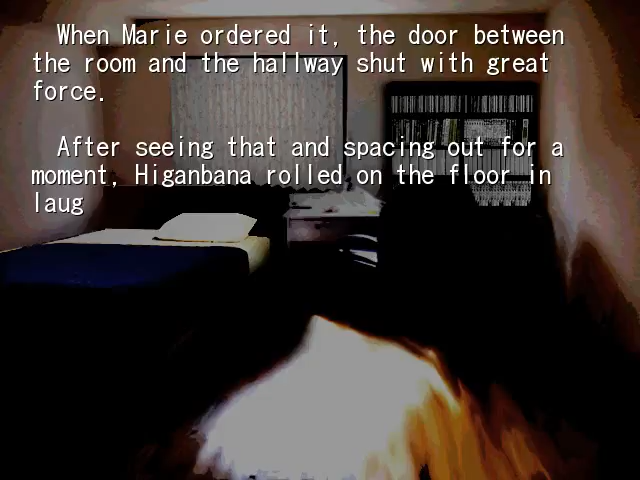 When Marie ordered it, the door between
the room and the hallway shut with great
force.
After seeing that and spacing out for a
moment, Higanbana rolled on the floor in
laug